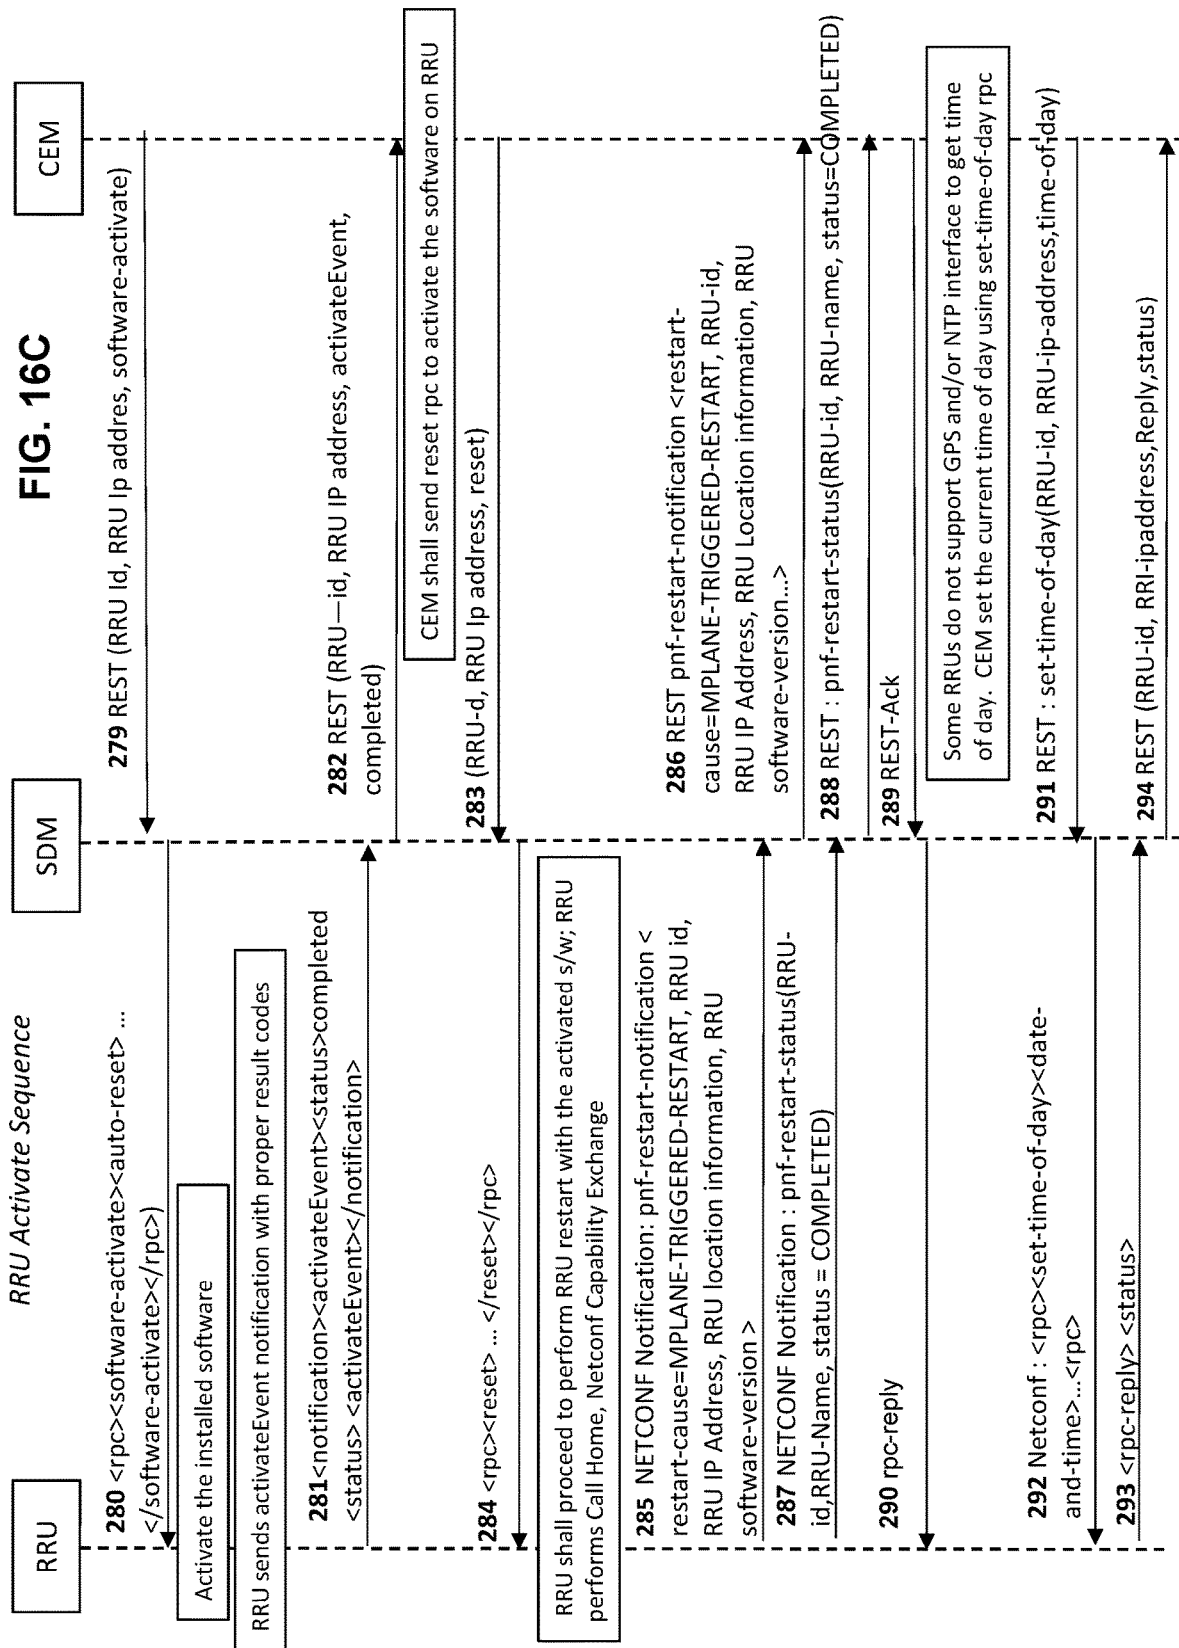 FIG. 16C
RRU Activate Sequence
RRU
SDM
CEM
279 REST (RRU Id, RRU Ip addres, software-activate)
280 <rpc><software-activate><auto-reset> ...
</software-activate></rpc>)
Activate the installed software
RRU sends activateEvent notification with proper result codes
281<notification><activateEvent><status>completed
<status> <activateEvent></notification>
282 REST (RRU—id, RRU IP address, activateEvent,
completed)
CEM shall send reset rpc to activate the software on RRU
283 (RRU-d, RRU Ip address, reset)
284 <rpc><reset> ... </reset></rpc>
RRU shall proceed to perform RRU restart with the activated s/w; RRU
performs Call Home, Netconf Capability Exchange
285 NETCONF Notification: pnf-restart-notification <
restart-cause=MPLANE-TRIGGERED-RESTART, RRU id,
RRU IP Address, RRU location information, RRU
software-version >
286 REST pnf-restart-notification <restart-
cause=MPLANE-TRIGGERED-RESTART, RRU-id,
RRU IP Address, RRU Location information, RRU
software-version...>
287 NETCONF Notification : pnf-restart-status(RRU-
id,RRU-Name, status = COMPLETED)
288 REST : pnf-restart-status(RRU-id, RRU-name, status=COMPLETED)
289 REST-Ack
290 rpc-reply
Some RRUs do not support GPS and/or NTP interface to get time
of day. CEM set the current time of day using set-time-of-day rpc
291 REST : set-time-of-day(RRU-id, RRU-ip-address,time-of-day)
292 Netconf : <rpc><set-time-of-day><date-
and-time>...<rpc>
293 <rpc-reply> <status>
294 REST (RRU-id, RRI-ipaddress,Reply,status)